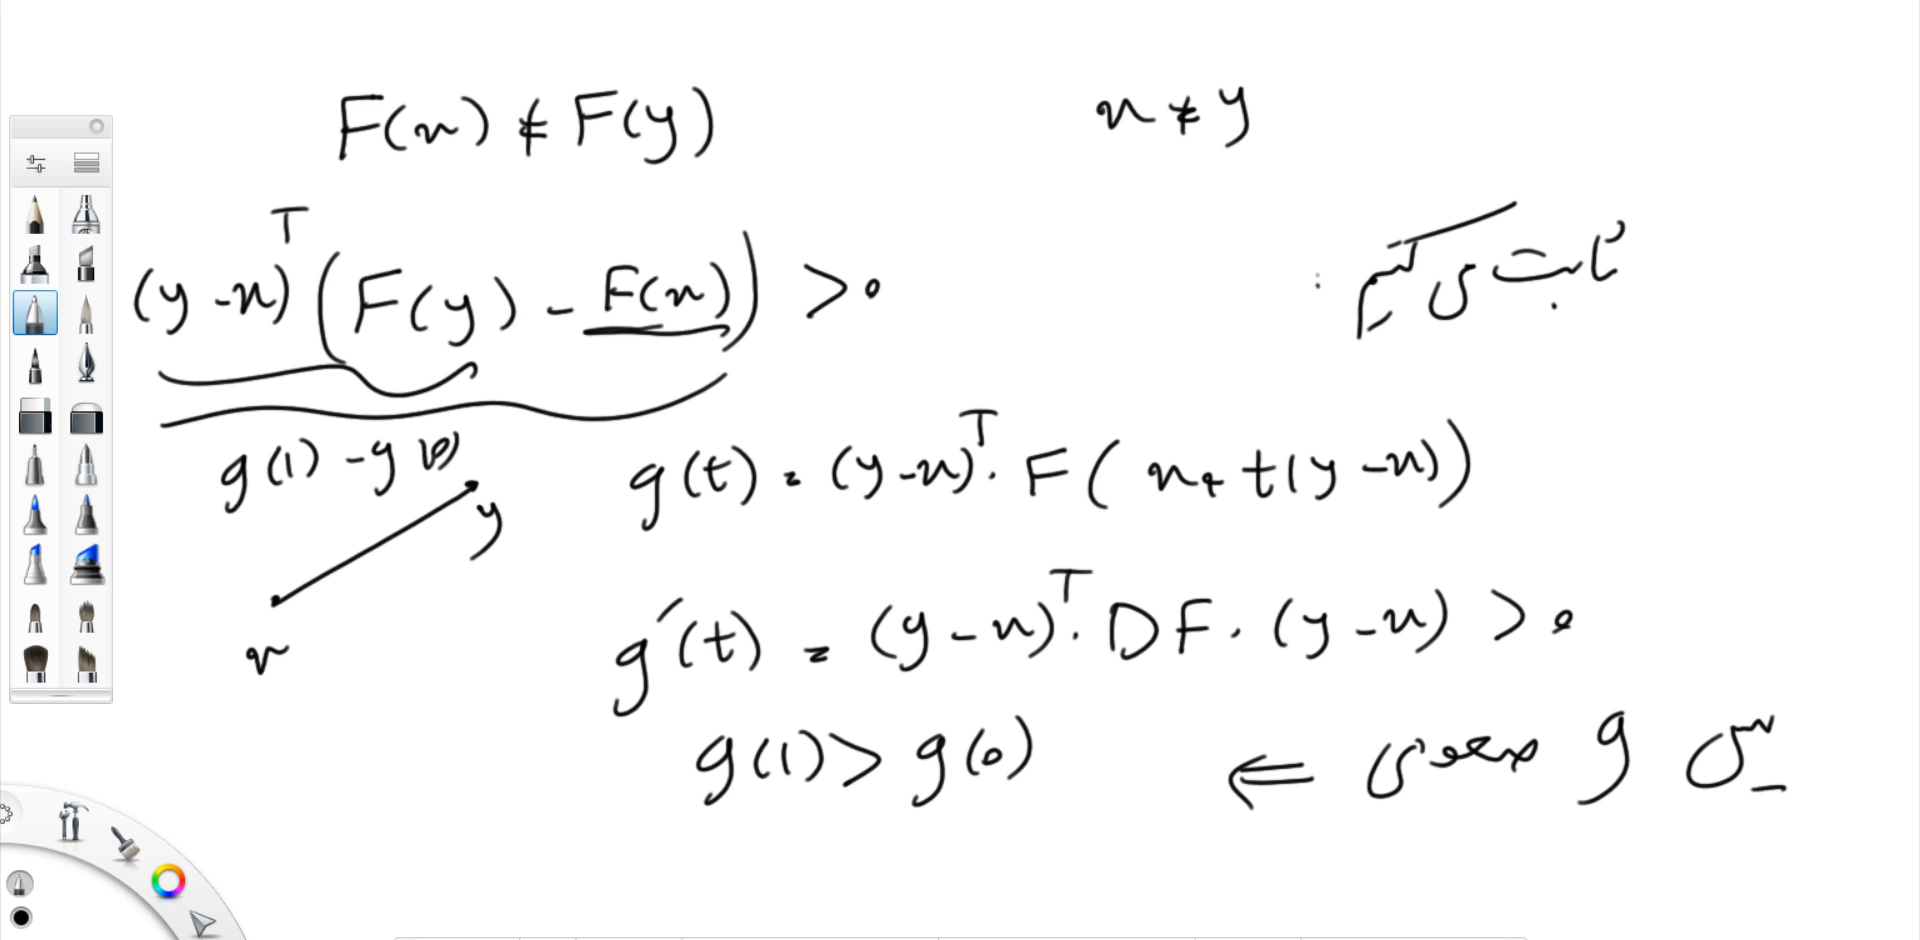 F(x) ≠ F(y) x ≠ y
(y - x)ᵀ (F(y) - F(x)) > 0
ثابت می کنیم :
g(1) - g(0) g(t) = (y - x)ᵀ . F(x + t(y - x))
y
x
g'(t) = (y - x)ᵀ . DF . (y - x) > 0
پس g صعودی ⇐ g(1) > g(0)